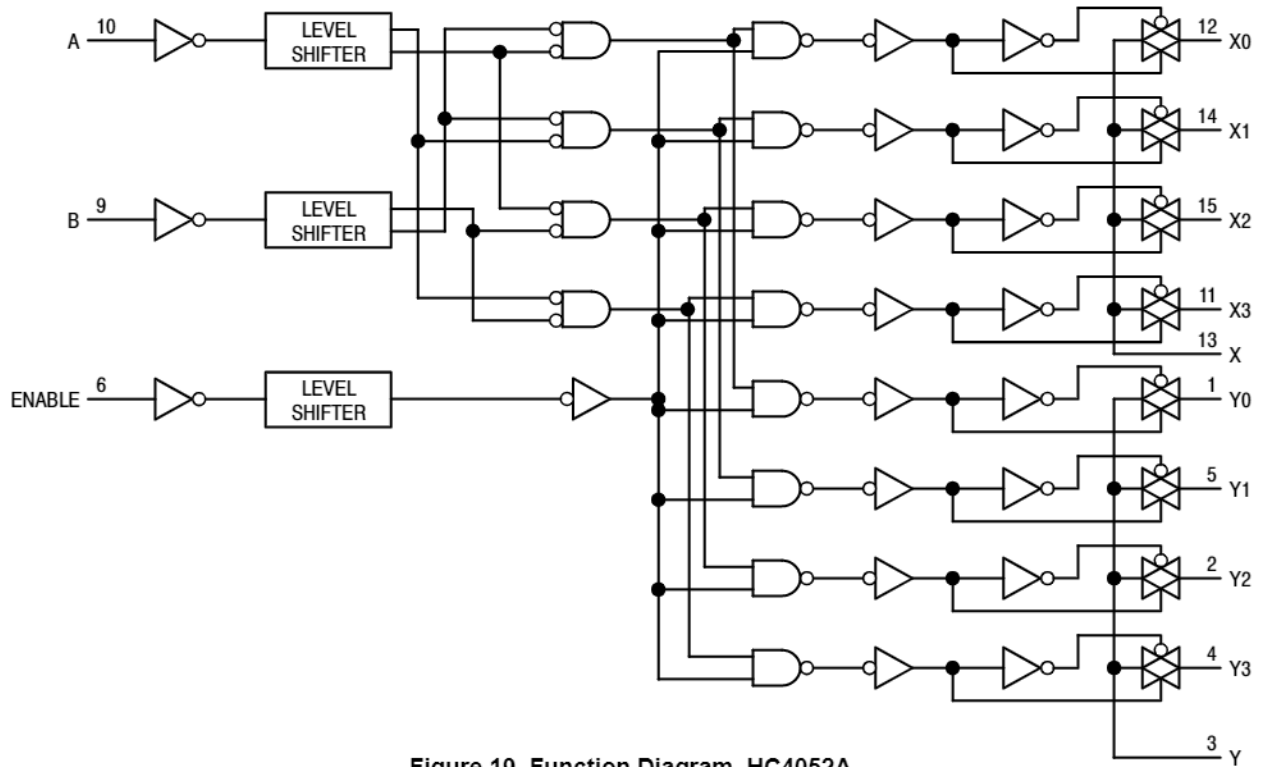 10
A
LEVEL
SHIFTER
12
X0
14
X1
9
B
LEVEL
SHIFTER
15
X2
11
X3
13
X
6
ENABLE
LEVEL
SHIFTER
1
Y0
5
Y1
2
Y2
4
Y3
3
Y
Figure 19. Function Diagram, HC4052A